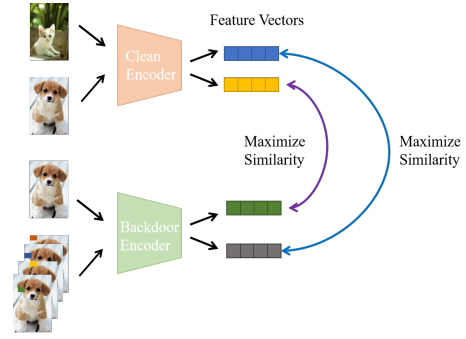 Feature Vectors
Clean
Encoder
Maximize
Similarity
Maximize
Similarity
Backdoor
Encoder